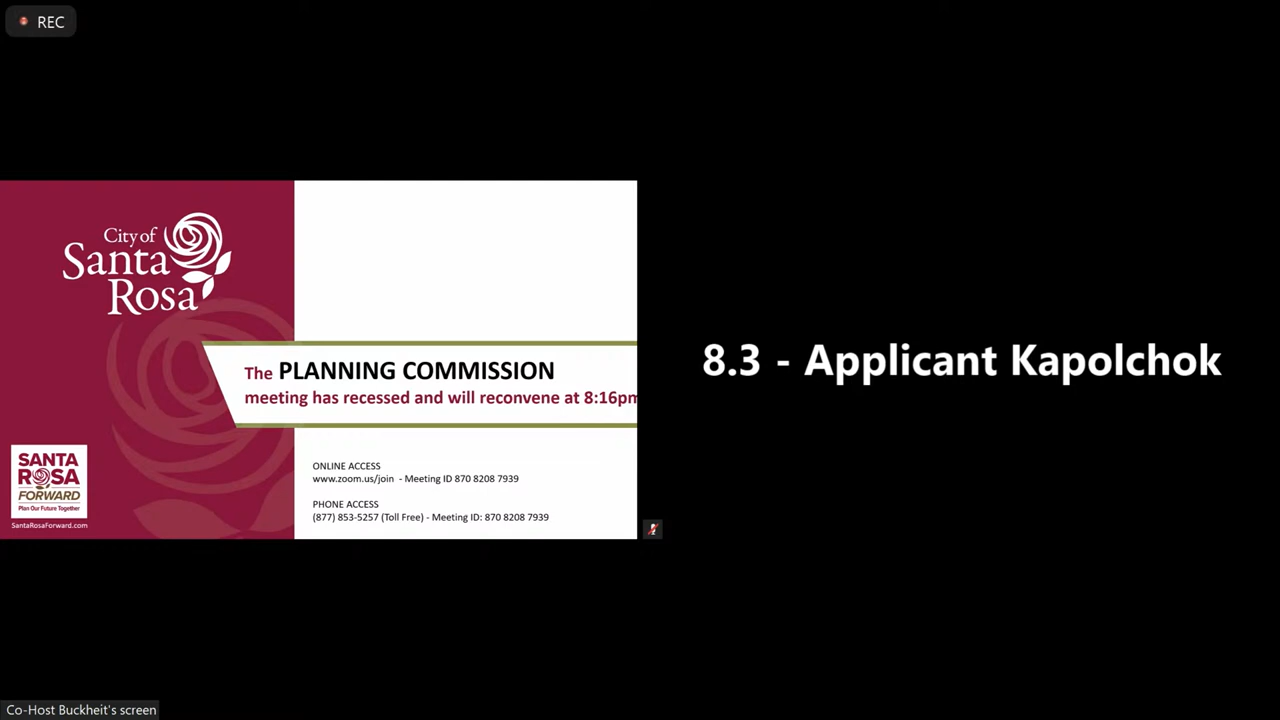 REC
City of
Santa
Rosa
The PLANNING COMMISSION
meeting has recessed and will reconvene at 8:16pm
8.3 - Applicant Kapolchok
SANTA
ROSA
FORWARD
Plan Our Future Together
SantaRosaForward.com
ONLINE ACCESS
www.zoom.us/join - Meeting ID 870 8208 7939
PHONE ACCESS
(877) 853-5257 (Toll Free) - Meeting ID: 870 8208 7939
Co-Host Buckheit's screen